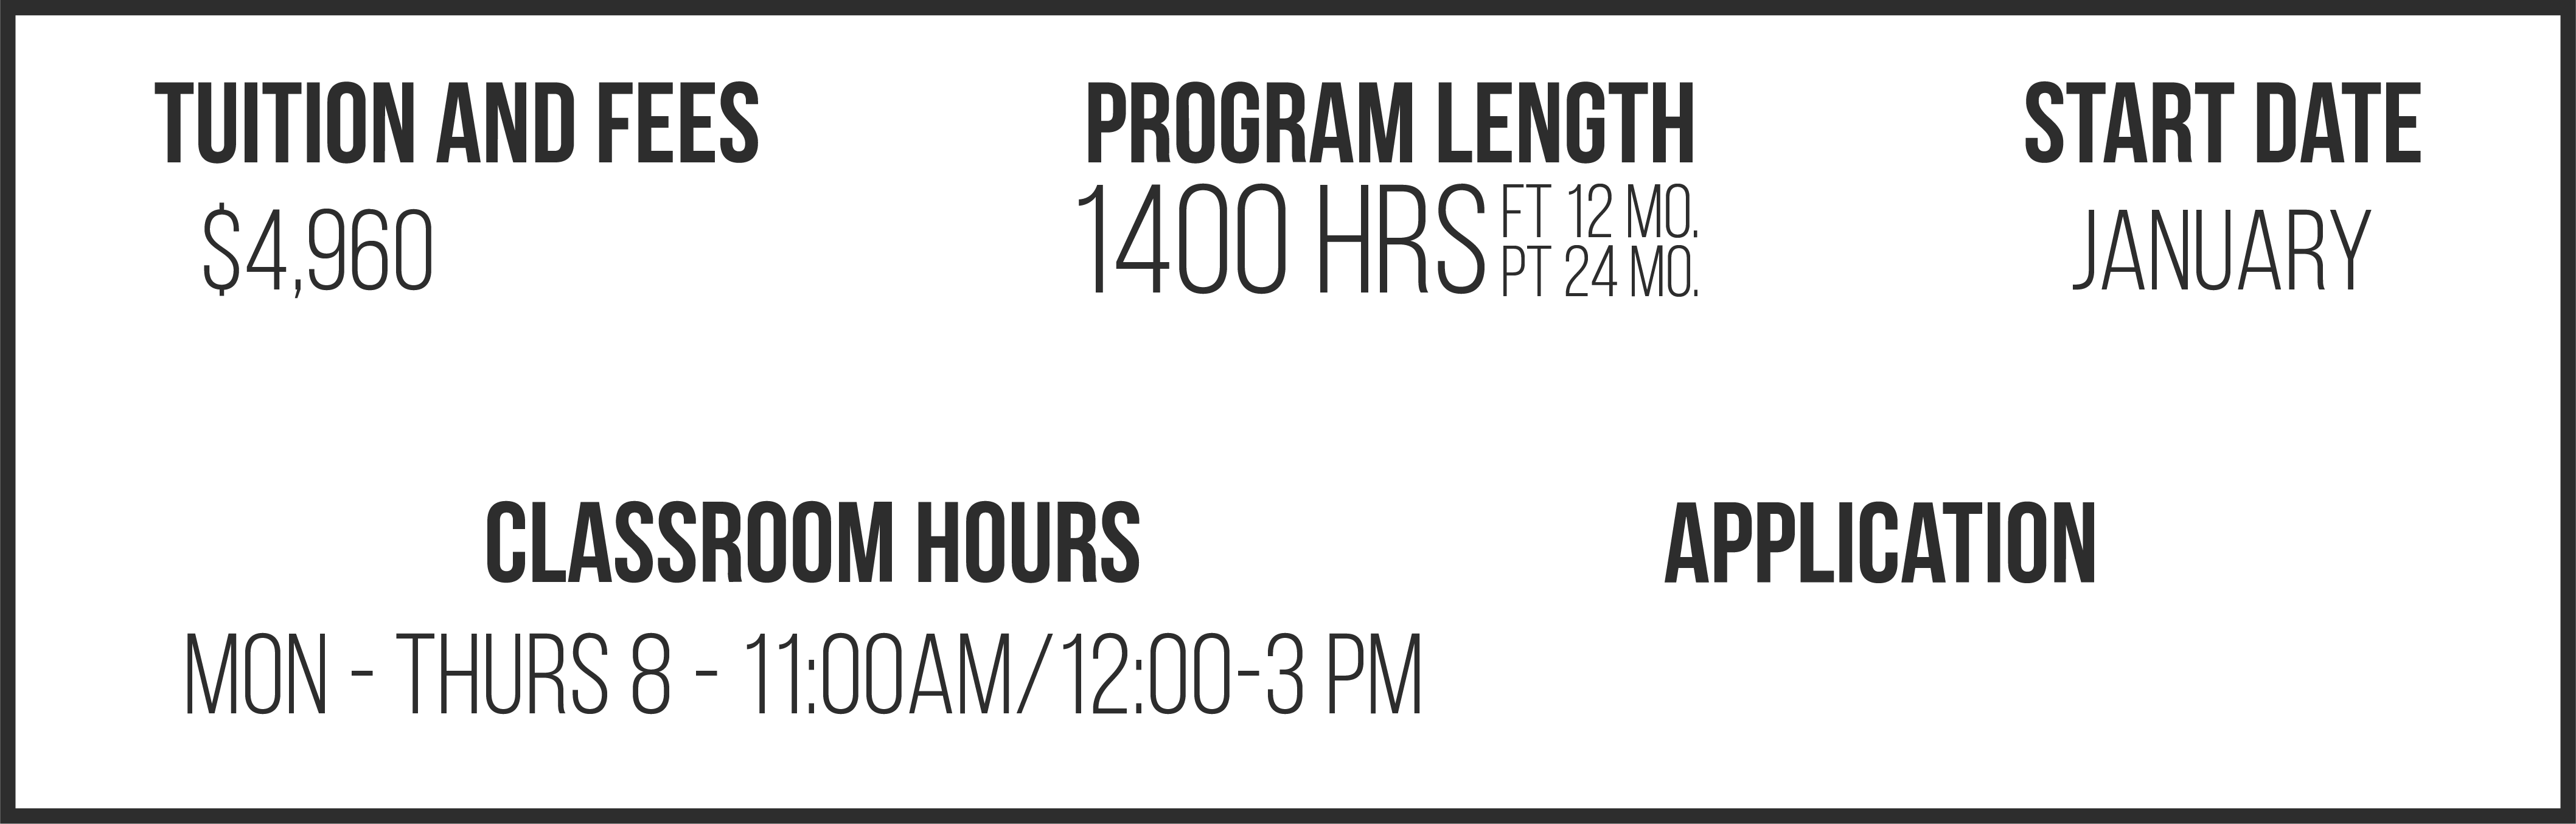 TUITION AND FEES
$4,960
PROGRAM LENGTH
1400 HRS
FT 12 MO.
PT 24 MO.
START DATE
JANUARY
CLASSROOM HOURS
MON - THURS 8 - 11:00AM/12:00-3 PM
APPLICATION